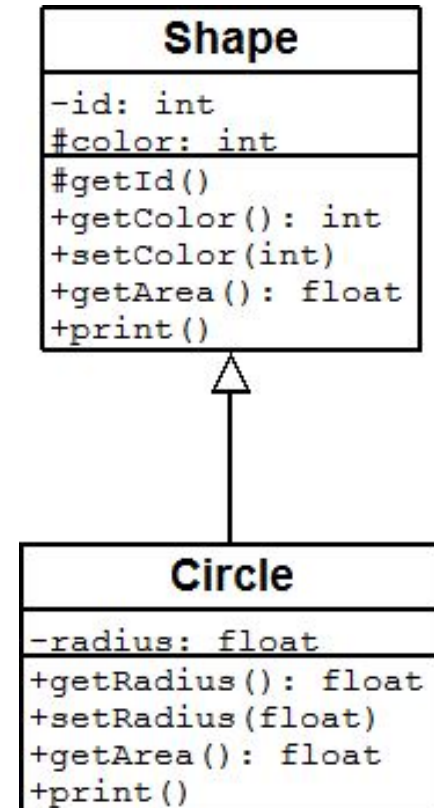 Shape
-id: int
#color: int
#getId()
+getColor(): int
+setColor(int)
+getArea(): float
+print()
Circle
-radius: float
+getRadius(): float
+setRadius(float)
+getArea(): float
+print()